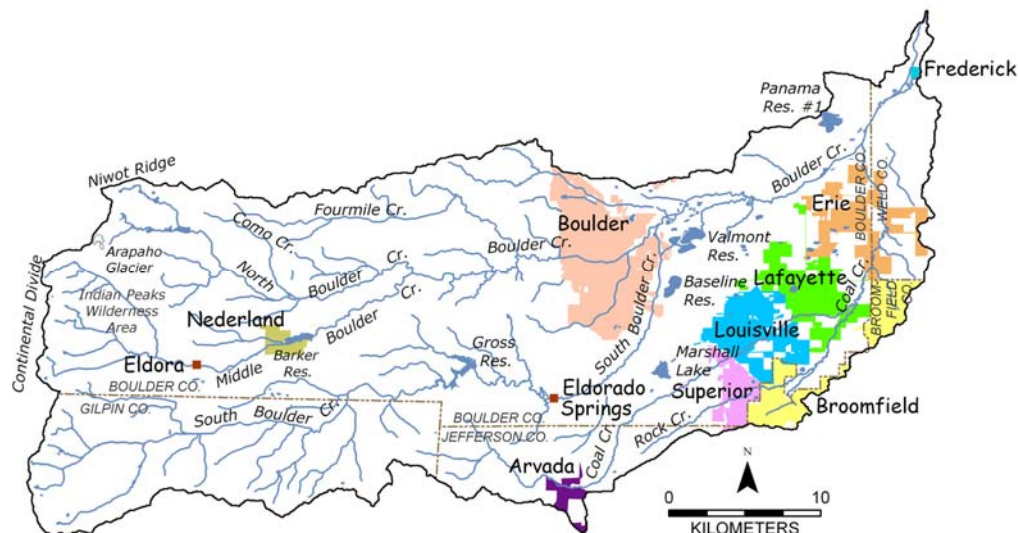 Frederick
Panama
Res. #1
Niwot Ridge
Boulder Cr.
BOULDER CO.
WELD CO.
Erie
Fourmile Cr.
Boulder
Como Cr.
Boulder Cr.
Valmont
Res.
Arapaho
Glacier
North
Boulder
Cr.
South Boulder Cr.
Baseline
Res.
Lafayette
Coal Cr.
BROOM-
FIELD CO.
Continental Divide
Indian Peaks
Wilderness
Area
Nederland
Barker
Res.
Middle
Boulder
Cr.
Louisville
Gross
Res.
Marshall
Lake
Eldora
BOULDER CO.
GILPIN CO.
Eldorado
Springs
Superior
Broomfield
South Boulder Cr.
BOULDER CO.
JEFFERSON CO.
Coal Cr.
Rock Cr.
Arvada
N
0
10
KILOMETERS